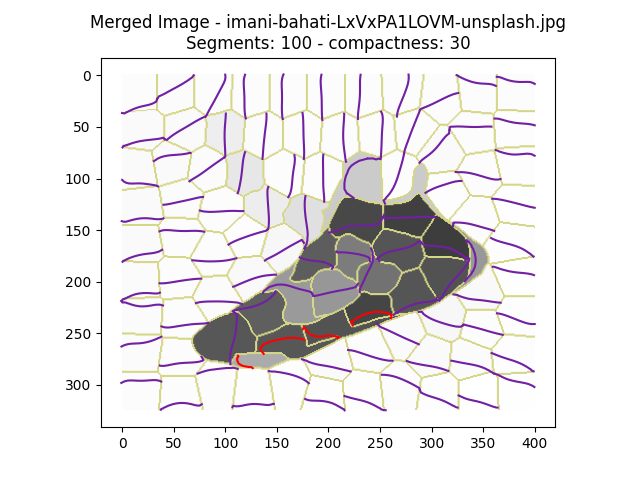 Merged Image - imani-bahati-LxVxPA1LOVM-unsplash.jpg
Segments: 100 - compactness: 30
0
50
100
150
200
250
300
0 50 100 150 200 250 300 350 400